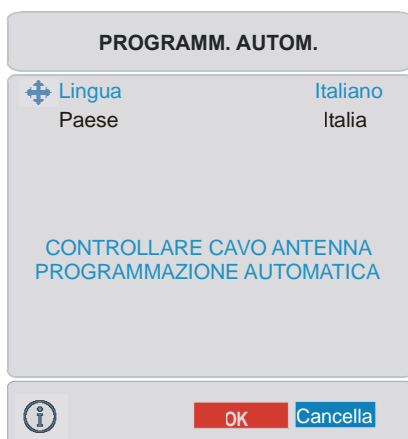 PROGRAMM. AUTOM.
Lingua Italiano
Paese Italia
CONTROLLARE CAVO ANTENNA
PROGRAMMAZIONE AUTOMATICA
OK Cancella